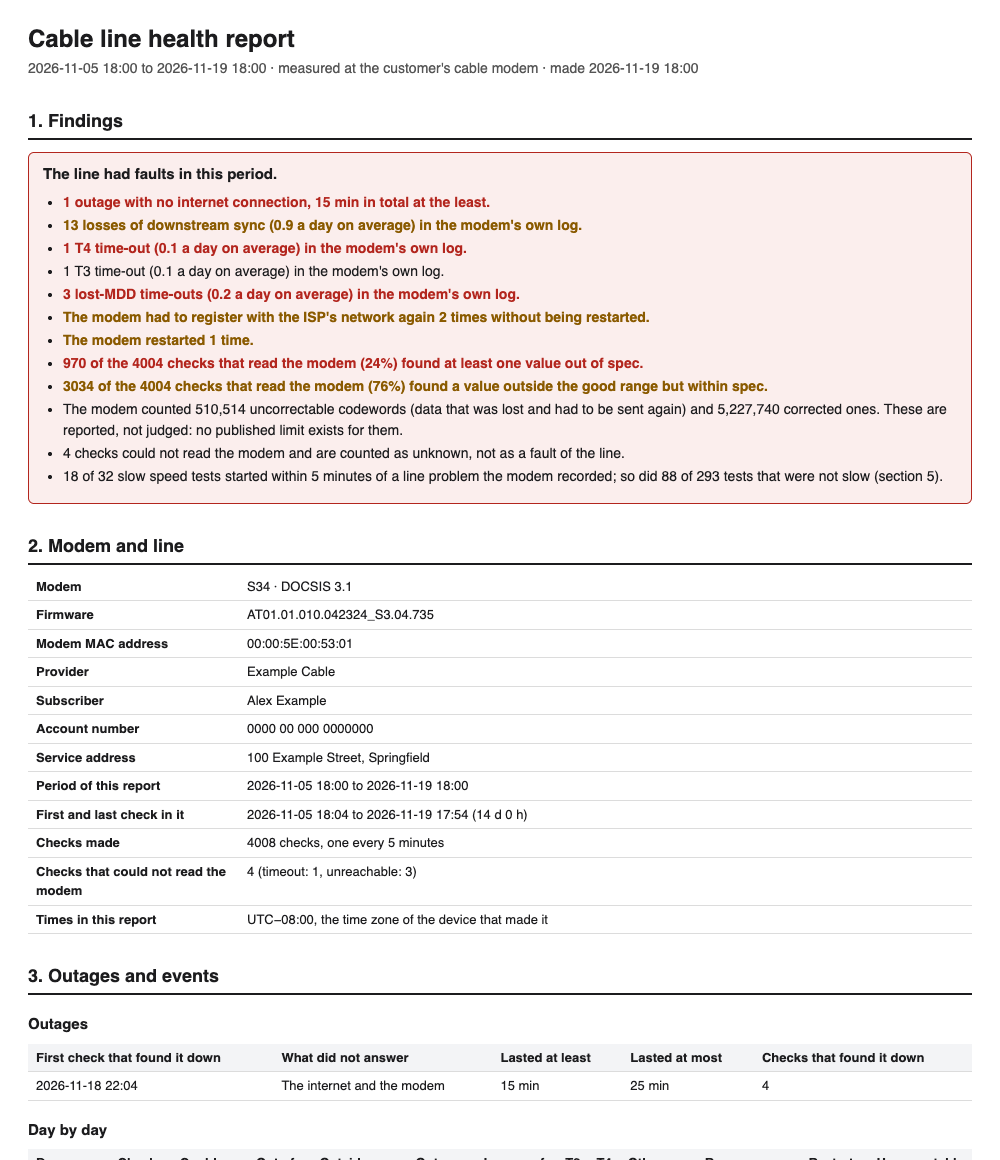 Cable line health report
2026-11-05 18:00 to 2026-11-19 18:00 · measured at the customer's cable modem · made 2026-11-19 18:00
1. Findings
The line had faults in this period.
• 1 outage with no internet connection, 15 min in total at the least.
• 13 losses of downstream sync (0.9 a day on average) in the modem's own log.
• 1 T4 time-out (0.1 a day on average) in the modem's own log.
• 1 T3 time-out (0.1 a day on average) in the modem's own log.
• 3 lost-MDD time-outs (0.2 a day on average) in the modem's own log.
• The modem had to register with the ISP's network again 2 times without being restarted.
• The modem restarted 1 time.
• 970 of the 4004 checks that read the modem (24%) found at least one value out of spec.
• 3034 of the 4004 checks that read the modem (76%) found a value outside the good range but within spec.
• The modem counted 510,514 uncorrectable codewords (data that was lost and had to be sent again) and 5,227,740 corrected ones. These are
reported, not judged: no published limit exists for them.
• 4 checks could not read the modem and are counted as unknown, not as a fault of the line.
• 18 of 32 slow speed tests started within 5 minutes of a line problem the modem recorded; so did 88 of 293 tests that were not slow (section 5).
2. Modem and line
Modem S34 · DOCSIS 3.1
Firmware AT01.01.010.042324_S3.04.735
Modem MAC address 00:00:5E:00:53:01
Provider Example Cable
Subscriber Alex Example
Account number 0000 00 000 0000000
Service address 100 Example Street, Springfield
Period of this report 2026-11-05 18:00 to 2026-11-19 18:00
First and last check in it 2026-11-05 18:04 to 2026-11-19 17:54 (14 d 0 h)
Checks made 4008 checks, one every 5 minutes
Checks that could not read the 4 (timeout: 1, unreachable: 3)
modem
Times in this report UTC−08:00, the time zone of the device that made it
3. Outages and events
Outages
First check that found it down What did not answer Lasted at least Lasted at most Checks that found it down
2026-11-18 22:04 The internet and the modem 15 min 25 min 4
Day by day